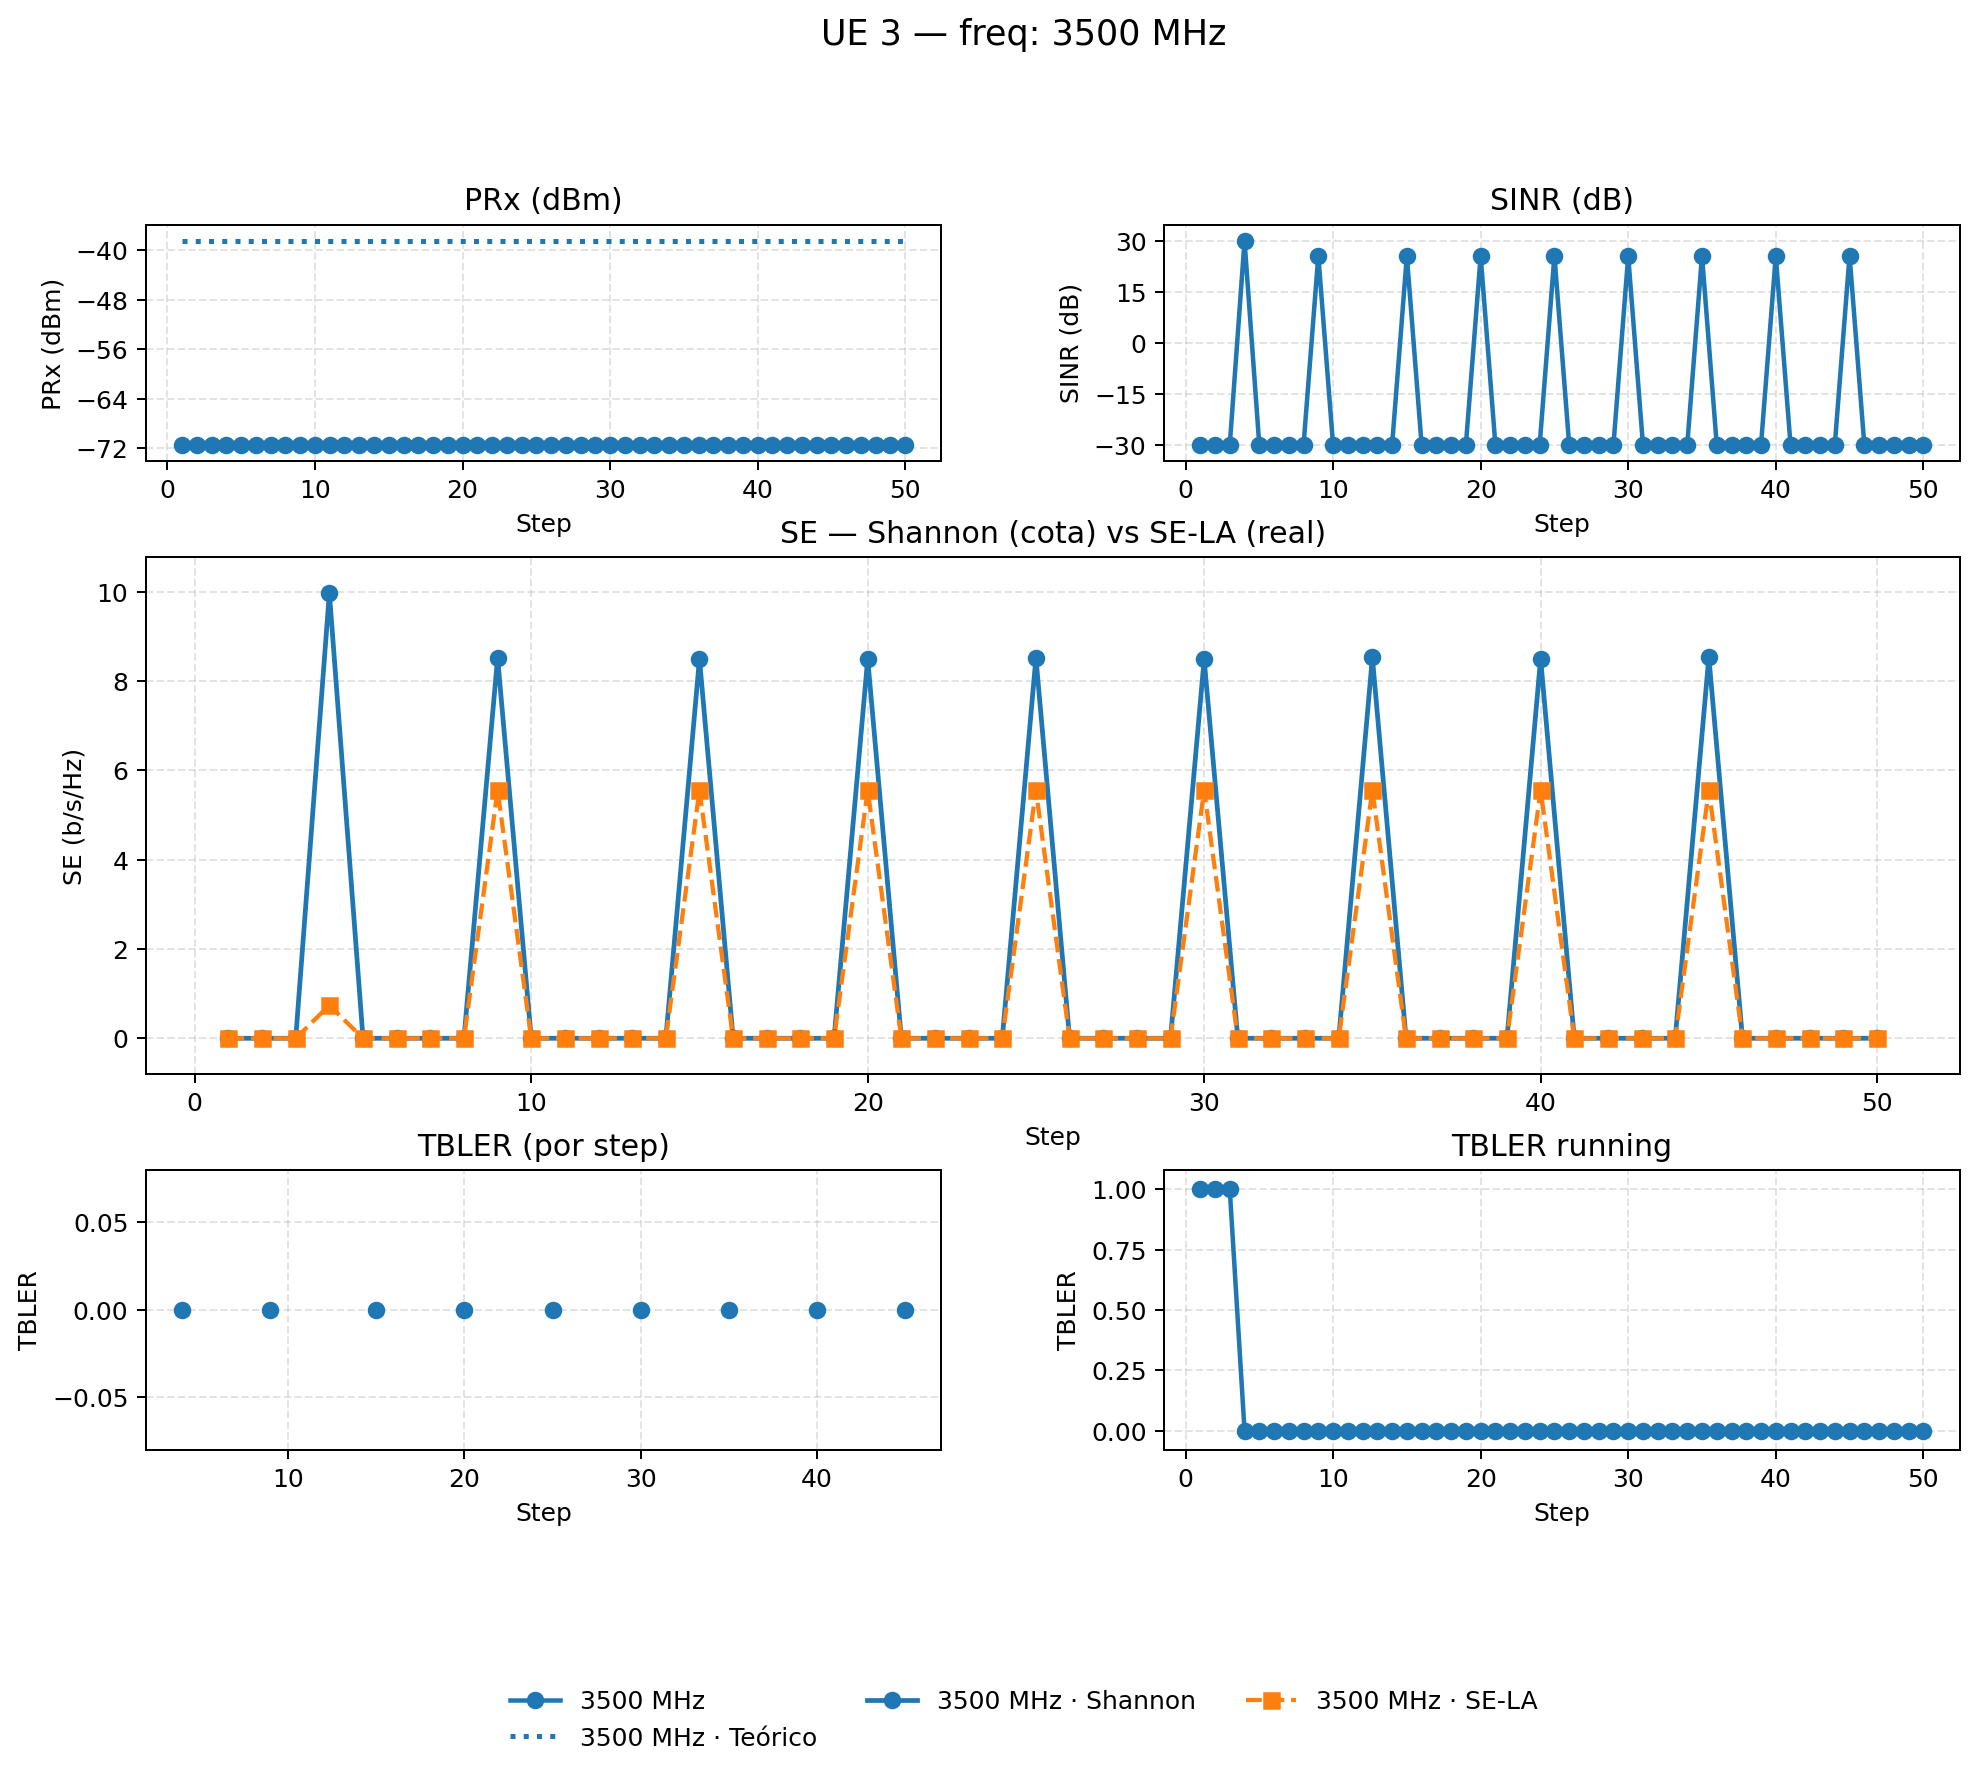 UE 3 — freq: 3500 MHz
PRx (dBm)
PRx (dBm)
−40
−48
−56
−64
−72
0 10 20 30 40 50
Step
SINR (dB)
SINR (dB)
30
15
0
−15
−30
0 10 20 30 40 50
Step
SE — Shannon (cota) vs SE-LA (real)
SE (b/s/Hz)
10
8
6
4
2
0
0 10 20 30 40 50
Step
TBLER (por step)
TBLER
0.05
0.00
−0.05
10 20 30 40
Step
TBLER running
TBLER
1.00
0.75
0.50
0.25
0.00
0 10 20 30 40 50
Step
3500 MHz
3500 MHz · Teórico
3500 MHz · Shannon
3500 MHz · SE-LA